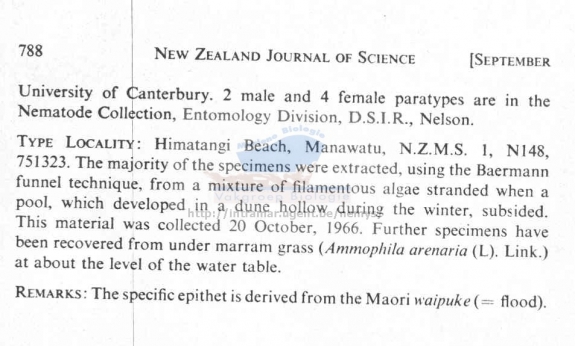 788 NEW ZEALAND JOURNAL OF SCIENCE [SEPTEMBER
University of Canterbury. 2 male and 4 female paratypes are in the
Nematode Collection, Entomology Division, D.S.I.R., Nelson.
TYPE LOCALITY: Himatangi Beach, Manawatu, N.Z.M.S. 1, N148,
751323. The majority of the specimens were extracted, using the Baermann
funnel technique, from a mixture of filamentous algae stranded when a
pool, which developed in a dune hollow during the winter, subsided.
This material was collected 20 October, 1966. Further specimens have
been recovered from under marram grass (Ammophila arenaria (L). Link.)
at about the level of the water table.
REMARKS: The specific epithet is derived from the Maori waipuke (= flood).